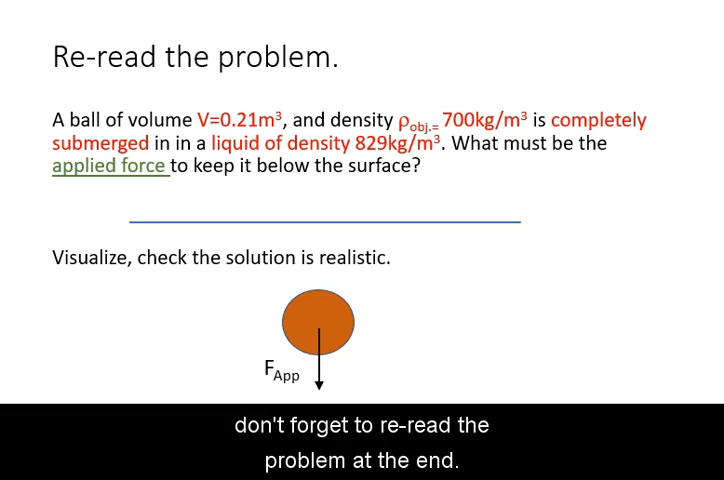 Re-read the problem.
A ball of volume V=0.21m³, and density ρobj.= 700kg/m³ is completely
submerged in in a liquid of density 829kg/m³. What must be the
applied force to keep it below the surface?
Visualize, check the solution is realistic.
FApp
don't forget to re-read the
problem at the end.